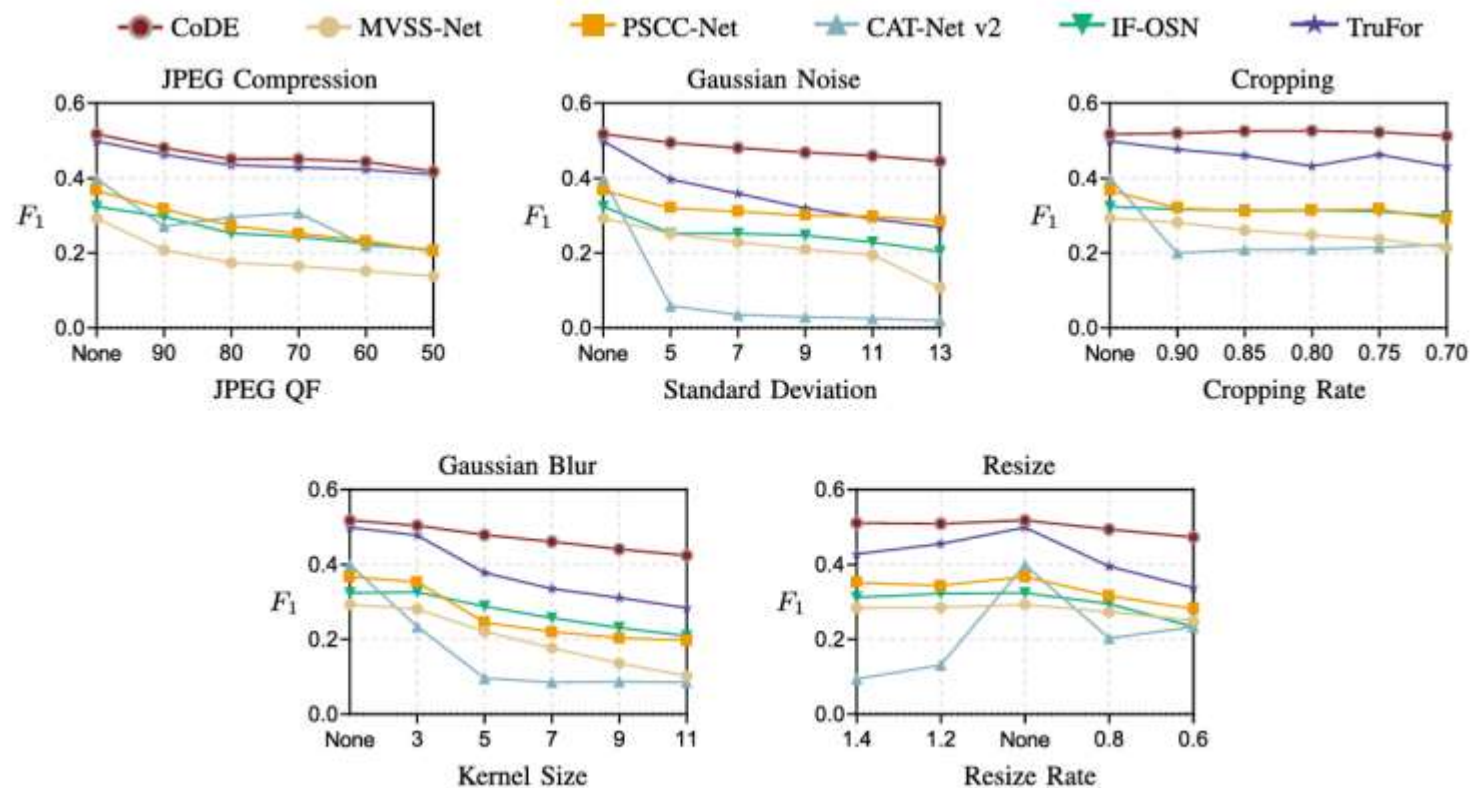 CoDE MVSS-Net PSCC-Net CAT-Net v2 IF-OSN TruFor
JPEG Compression
0.6
0.4
F1
0.2
0.0
None 90 80 70 60 50
JPEG QF
Gaussian Noise
0.6
0.4
F1
0.2
0.0
None 5 7 9 11 13
Standard Deviation
Cropping
0.6
0.4
F1
0.2
0.0
None 0.90 0.85 0.80 0.75 0.70
Cropping Rate
Gaussian Blur
0.6
0.4
F1
0.2
0.0
None 3 5 7 9 11
Kernel Size
Resize
0.6
0.4
F1
0.2
0.0
1.4 1.2 None 0.8 0.6
Resize Rate